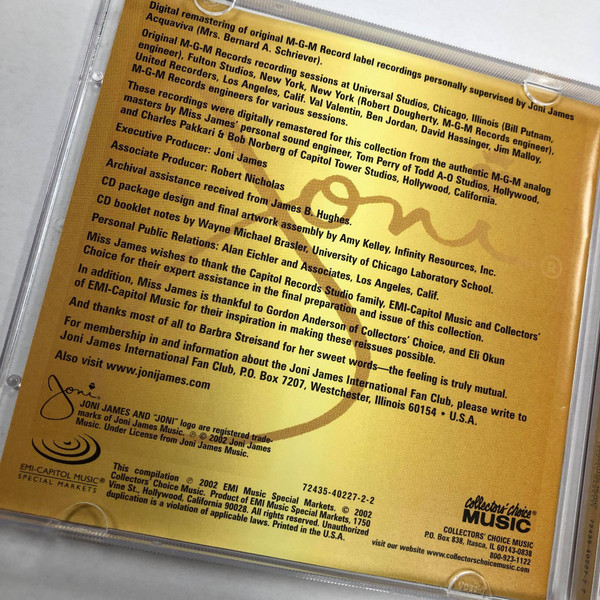 Digital remastering of original M-G-M Record label recordings personally supervised by Joni James
Acquaviva (Mrs. Bernard A. Schriever).
Original M-G-M Records recording sessions at Universal Studios, Chicago, Illinois (Bill Putnam,
engineer), Fulton Studios, New York, New York (Robert Dougherty, M-G-M Records engineer),
United Recorders, Los Angeles, Calif. Val Valentin, Ben Jordan, David Hassinger, Jim Malloy,
M-G-M Records engineers for various sessions.
These recordings were digitally remastered for this collection from the authentic M-G-M analog
masters by Miss James' personal sound engineer, Tom Perry of Todd A-O Studios, Hollywood,
and Charles Pakkari & Bob Norberg of Capitol Tower Studios, Hollywood, California.
Executive Producer: Joni James
Associate Producer: Robert Nicholas
Archival assistance received from James B. Hughes.
CD package design and final artwork assembly by Amy Kelley, Infinity Resources, Inc.
CD booklet notes by Wayne Michael Brasler, University of Chicago Laboratory School.
Personal Public Relations: Alan Eichler and Associates, Los Angeles, Calif.
Miss James wishes to thank the Capitol Records Studio family, EMI-Capitol Music and Collectors'
Choice for their expert assistance in the final preparation and issue of this collection.
In addition, Miss James is thankful to Gordon Anderson of Collectors' Choice, and Eli Okun
of EMI-Capitol Music for their inspiration in making these reissues possible.
And thanks most of all to Barbra Streisand for her sweet words—the feeling is truly mutual.
For membership in and information about the Joni James International Fan Club, please write to
Joni James International Fan Club, P.O. Box 7207, Westchester, Illinois 60154 • U.S.A.
Also visit www.jonijames.com
Joni ®
Joni
JONI JAMES AND "JONI" logo are registered trade-
marks of Joni James Music. ℗ © 2002 Joni James
Music. Under License from Joni James Music.
EMI-CAPITOL MUSIC®
SPECIAL MARKETS
This compilation ℗ 2002 EMI Music Special Markets. © 2002
Collectors' Choice Music. Product of EMI Music Special Markets, 1750
Vine St., Hollywood, California 90028. All rights reserved. Unauthorized
duplication is a violation of applicable laws. Printed in the U.S.A.
72435-40227-2-2
collectors' choice®
MUSIC
COLLECTORS' CHOICE MUSIC
P.O. BOX 838, Itasca, IL 60143-0838
800-923-1122
visit our website www.collectorschoicemusic.com